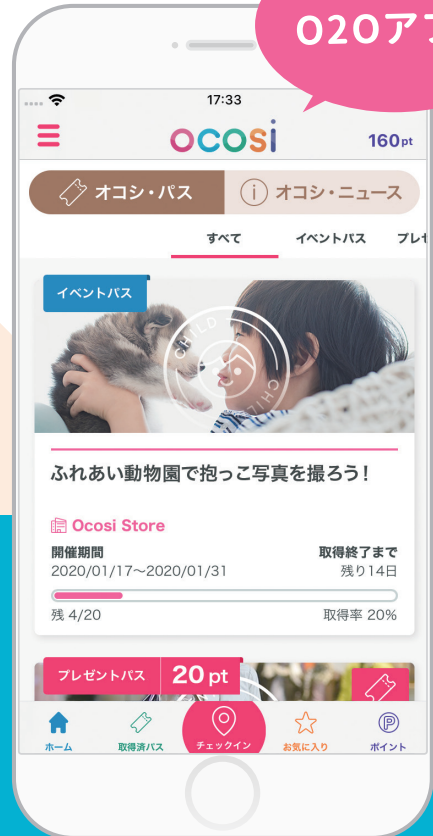 O2Oアプ
17:33
ocosi
160pt
オコシ・パス
オコシ・ニュース
すべて
イベントパス
プレゼ
イベントパス
CHILD
CHILD
ふれあい動物園で抱っこ写真を撮ろう!
Ocosi Store
開催期間
取得終了まで
2020/01/17~2020/01/31
残り14日
残 4/20
取得率 20%
プレゼントパス
20 pt
ホーム
取得済パス
チェックイン
お気に入り
ポイント